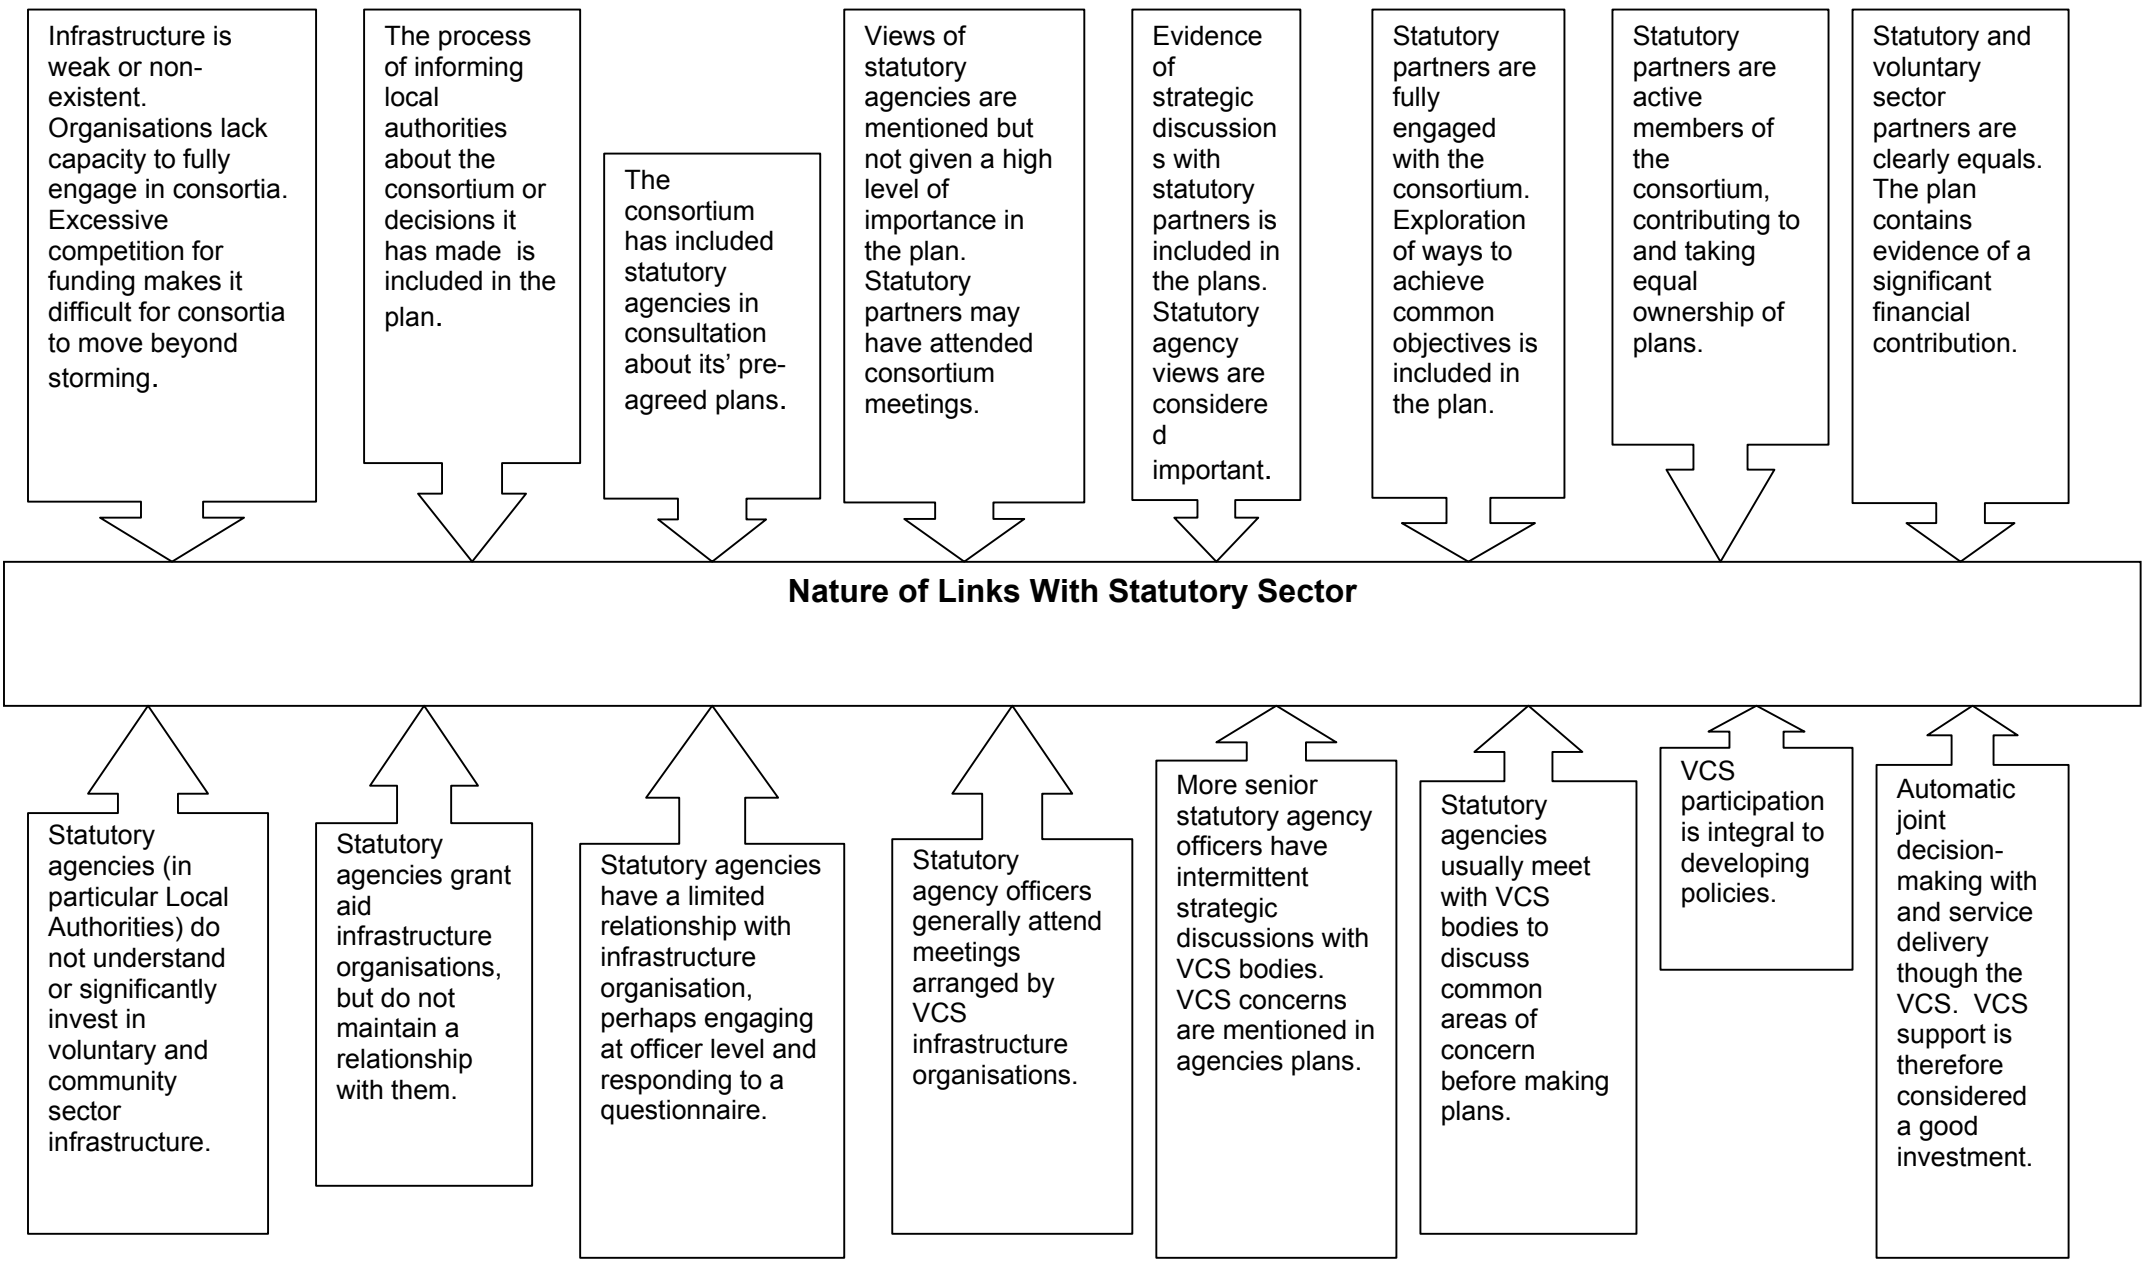 Infrastructure is
weak or non-
existent.
Organisations lack
capacity to fully
engage in consortia.
Excessive
competition for
funding makes it
difficult for consortia
to move beyond
storming.
The process
of informing
local
authorities
about the
consortium or
decisions it
has made  is
included in the
plan.
The
consortium
has included
statutory
agencies in
consultation
about its’ pre-
agreed plans.
Views of
statutory
agencies are
mentioned but
not given a high
level of
importance in
the plan.
Statutory
partners may
have attended
consortium
meetings.
Evidence
of
strategic
discussion
s with
statutory
partners is
included in
the plans.
Statutory
agency
views are
considere
d
important.
Statutory
partners are
fully
engaged
with the
consortium.
Exploration
of ways to
achieve
common
objectives is
included in
the plan.
Statutory
partners are
active
members of
the
consortium,
contributing to
and taking
equal
ownership of
plans.
Statutory and
voluntary
sector
partners are
clearly equals.
The plan
contains
evidence of a
significant
financial
contribution.
Nature of Links With Statutory Sector
Statutory
agencies (in
particular Local
Authorities) do
not understand
or significantly
invest in
voluntary and
community
sector
infrastructure.
Statutory
agencies grant
aid
infrastructure
organisations,
but do not
maintain a
relationship
with them.
Statutory agencies
have a limited
relationship with
infrastructure
organisation,
perhaps engaging
at officer level and
responding to a
questionnaire.
Statutory
agency officers
generally attend
meetings
arranged by
VCS
infrastructure
organisations.
More senior
statutory agency
officers have
intermittent
strategic
discussions with
VCS bodies.
VCS concerns
are mentioned in
agencies plans.
Statutory
agencies
usually meet
with VCS
bodies to
discuss
common
areas of
concern
before making
plans.
VCS
participation
is integral to
developing
policies.
Automatic
joint
decision-
making with
and service
delivery
though the
VCS.  VCS
support is
therefore
considered
a good
investment.